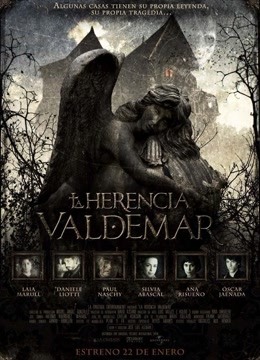 ALGUNAS CASAS TIENEN SU PROPIA LEYENDA,
SU PROPIA TRAGEDIA...
LA HERENCIA
VALDEMAR
LAIA
MARULL
DANIELE
LIOTTI
PAUL
NASCHY
SILVIA
ABASCAL
ANA
RISUEÑO
OSCAR
JAENADA
ESTRENO 22 DE ENERO